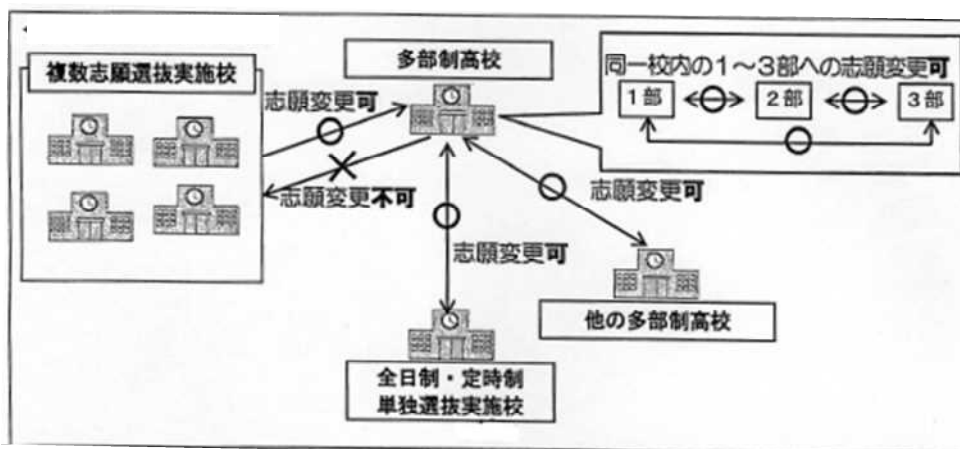 複数志願選抜実施校
多部制高校
志願変更可
志願変更不可
同一校内の1~3部への志願変更可
1部
2部
3部
志願変更可
志願変更可
他の多部制高校
全日制・定時制
単独選抜実施校